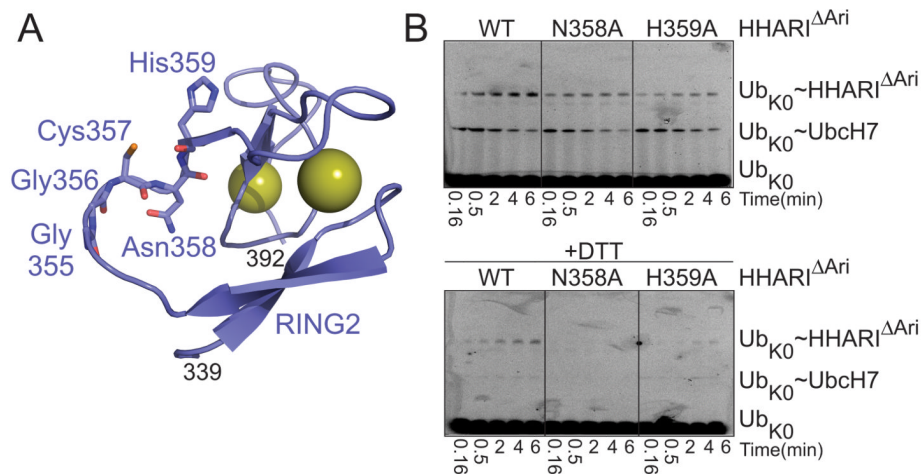 A
His359
Cys357
Gly356
Gly
355
Asn358
392
RING2
339
B
WT N358A H359A HHARI^ΔAri
Ub_K0~HHARI^ΔAri
Ub_K0~UbcH7
Ub_K0
0.16 0.5 2 4 6 0.16 0.5 2 4 6 0.16 0.5 2 4 6 Time(min)
+DTT
WT N358A H359A HHARI^ΔAri
Ub_K0~HHARI^ΔAri
Ub_K0~UbcH7
Ub_K0
0.16 0.5 2 4 6 0.16 0.5 2 4 6 0.16 0.5 2 4 6 Time(min)